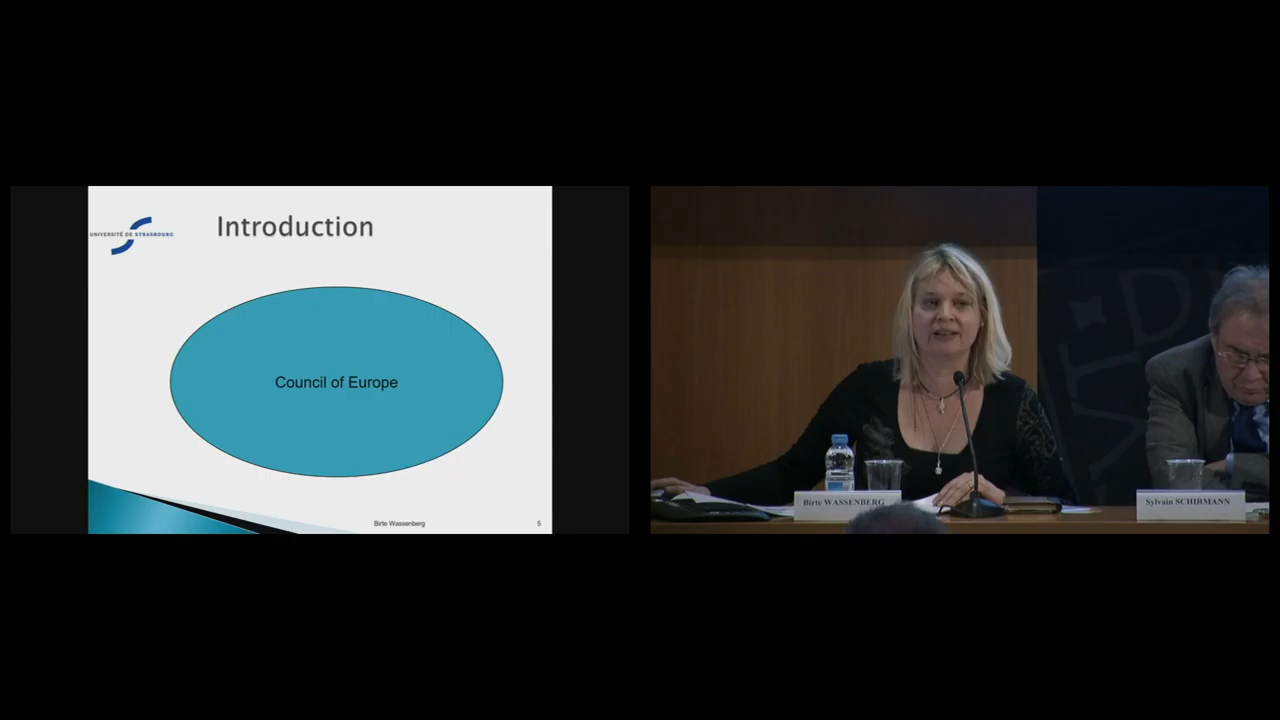 UNIVERSITÉ DE STRASBOURG
Introduction
Council of Europe
Birte Wassenberg
5
Birte WASSENBERG
Sylvain SCHIRMANN